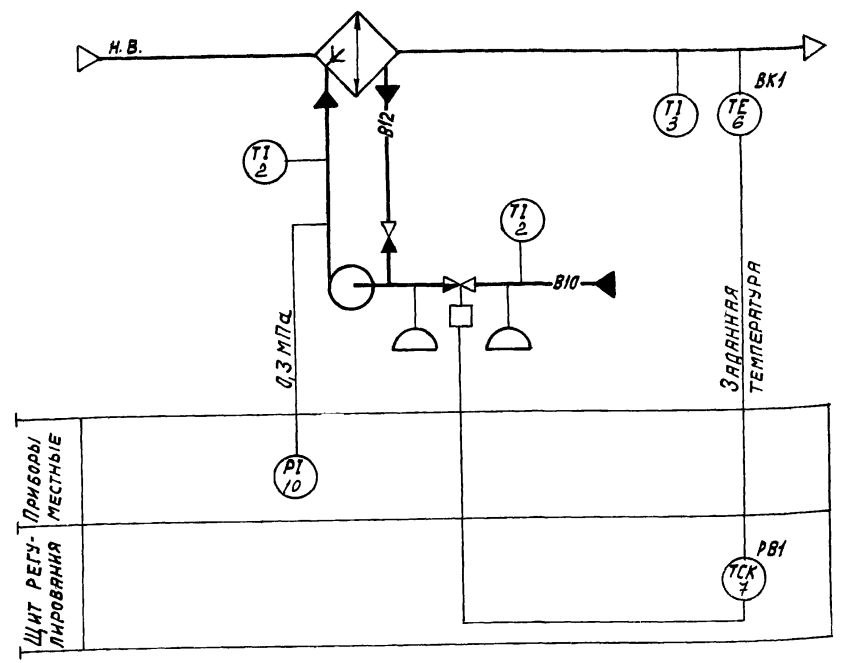 Н.В.
ВК1
TI
3
TE
6
В12
TI
2
TI
2
В10
0,3 МПа
ЗАДАННАЯ
ТЕМПЕРАТУРА
ПРИБОРЫ
МЕСТНЫЕ
PI
10
ЩИТ РЕГУ-
ЛИРОВАНИЯ
РВ1
TCK
7